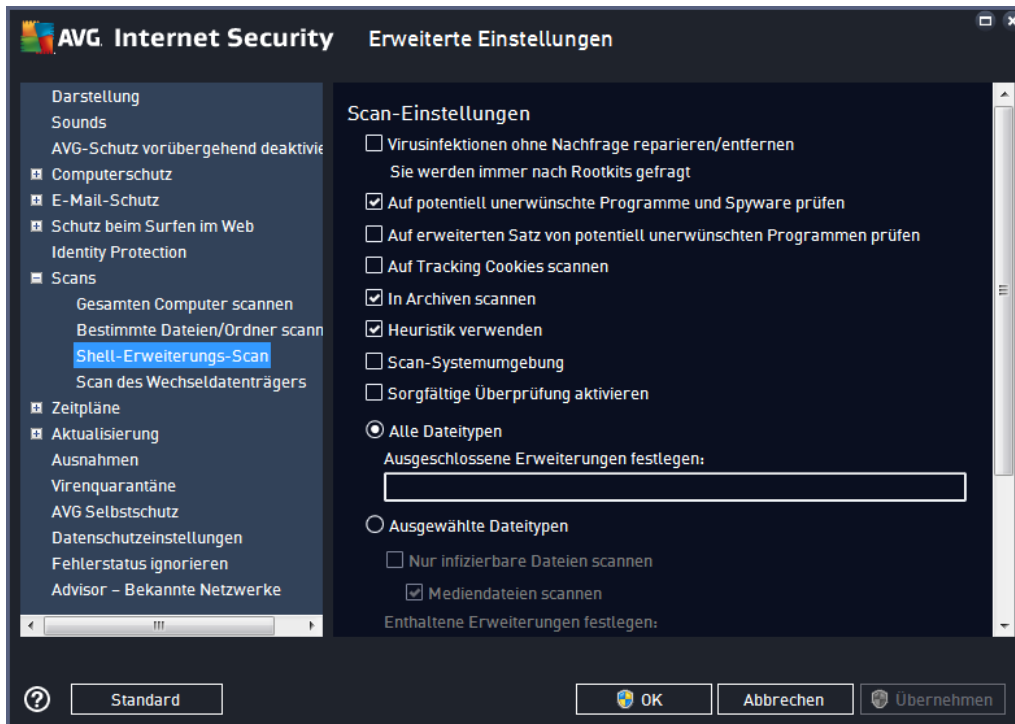 AVG. Internet Security
Erweiterte Einstellungen
Darstellung
Sounds
AVG-Schutz vorübergehend deaktivie
Computerschutz
E-Mail-Schutz
Schutz beim Surfen im Web
Identity Protection
Scans
Gesamten Computer scannen
Bestimmte Dateien/Ordner scann
Shell-Erweiterungs-Scan
Scan des Wechseldatenträgers
Zeitpläne
Aktualisierung
Ausnahmen
Virenquarantäne
AVG Selbstschutz
Datenschutzeinstellungen
Fehlerstatus ignorieren
Advisor – Bekannte Netzwerke
Scan-Einstellungen
Virusinfektionen ohne Nachfrage reparieren/entfernen
Sie werden immer nach Rootkits gefragt
Auf potentiell unerwünschte Programme und Spyware prüfen
Auf erweiterten Satz von potentiell unerwünschten Programmen prüfen
Auf Tracking Cookies scannen
In Archiven scannen
Heuristik verwenden
Scan-Systemumgebung
Sorgfältige Überprüfung aktivieren
Alle Dateitypen
Ausgeschlossene Erweiterungen festlegen:
Ausgewählte Dateitypen
Nur infizierbare Dateien scannen
Mediendateien scannen
Enthaltene Erweiterungen festlegen:
?
Standard
OK
Abbrechen
Übernehmen